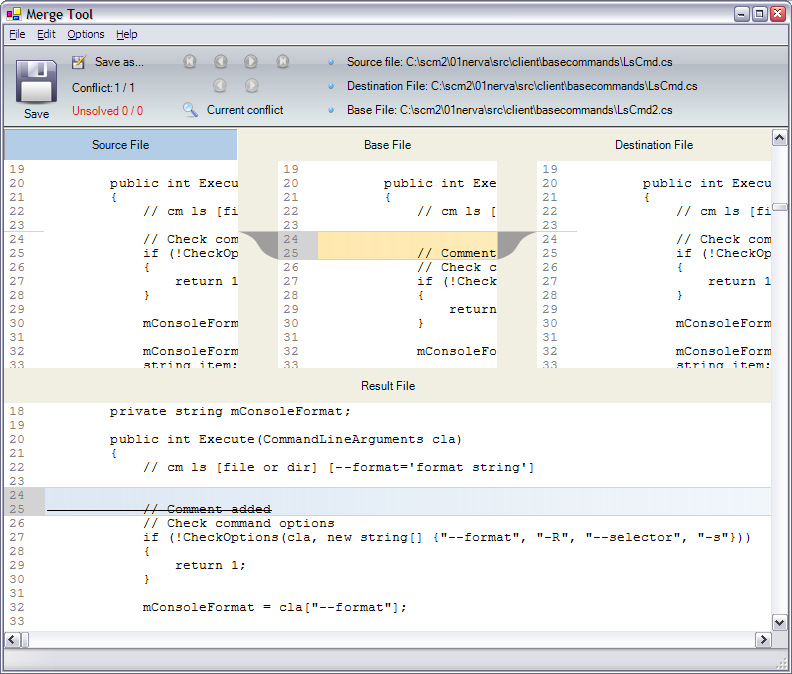 Merge Tool
File Edit Options Help
Save
Save as...
Conflict: 1 / 1
Unsolved 0 / 0
Current conflict
Source file: C:\scm2\01nerva\src\client\basecommands\LsCmd.cs
Destination File: C:\scm2\01nerva\src\client\basecommands\LsCmd.cs
Base File: C:\scm2\01nerva\src\client\basecommands\LsCmd2.cs
Source File
19
20 public int Execu
21 {
22 // cm ls [fi
23
24 // Check com
25 if (!CheckOp
26 {
27 return 1
28 }
29
30 mConsoleForm
31
32 mConsoleForm
33 string item;
Base File
19
20 public int Exe
21 {
22 // cm ls [
23
24
25 // Comment
26 // Check c
27 if (!Check
28 {
29 return
30 }
31
32 mConsoleFo
33
Destination File
19
20 public int Execu
21 {
22 // cm ls [fi
23
24 // Check com
25 if (!CheckOp
26 {
27 return 1
28 }
29
30 mConsoleForm
31
32 mConsoleForm
33 string item;
Result File
18 private string mConsoleFormat;
19
20 public int Execute(CommandLineArguments cla)
21 {
22 // cm ls [file or dir] [--format='format string']
23
24
25 // Comment added
26 // Check command options
27 if (!CheckOptions(cla, new string[] {"--format", "-R", "--selector", "-s"}))
28 {
29 return 1;
30 }
31
32 mConsoleFormat = cla["--format"];
33